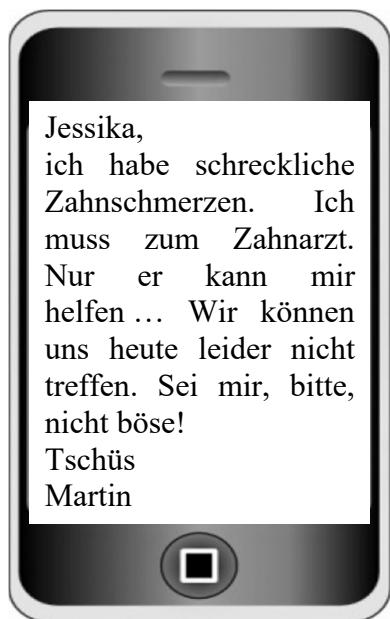 Jessika,
ich habe schreckliche
Zahnschmerzen. Ich
muss zum Zahnarzt.
Nur er kann mir
helfen … Wir können
uns heute leider nicht
treffen. Sei mir, bitte,
nicht böse!
Tschüs
Martin